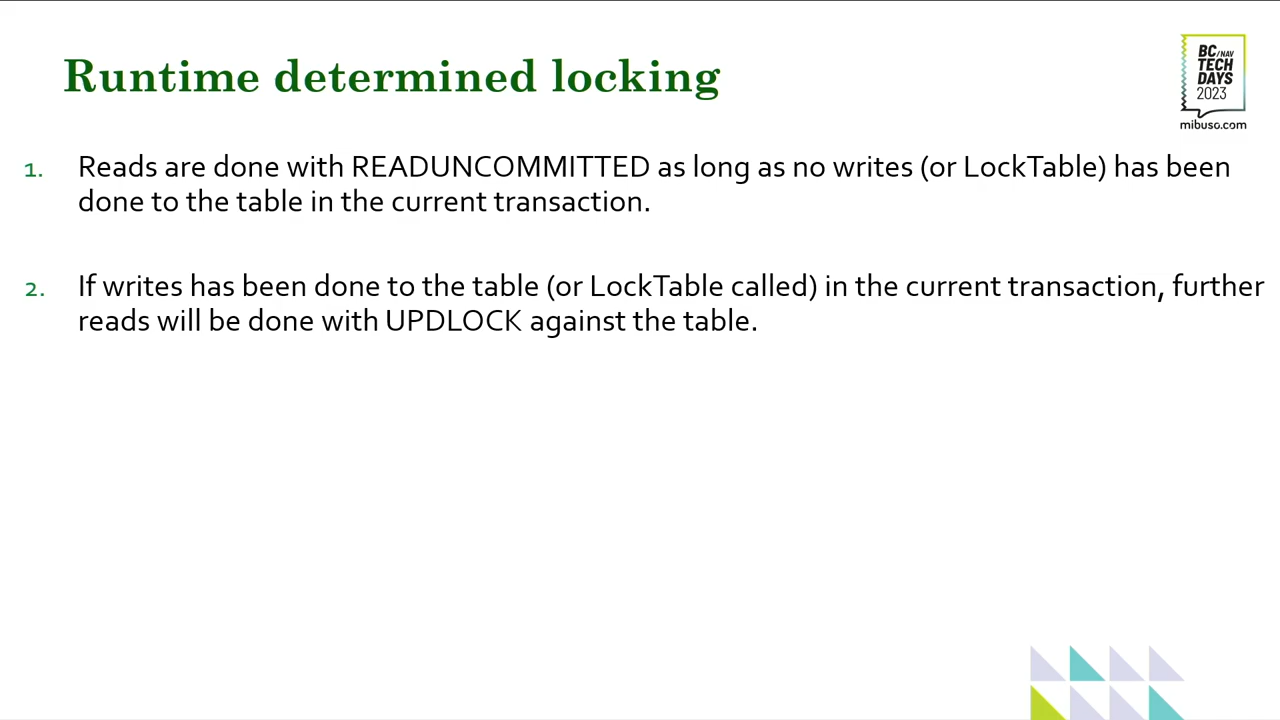 Runtime determined locking
BC/NAV
TECH
DAYS
2023
mibuso.com
1. Reads are done with READUNCOMMITTED as long as no writes (or LockTable) has been
done to the table in the current transaction.
2. If writes has been done to the table (or LockTable called) in the current transaction, further
reads will be done with UPDLOCK against the table.